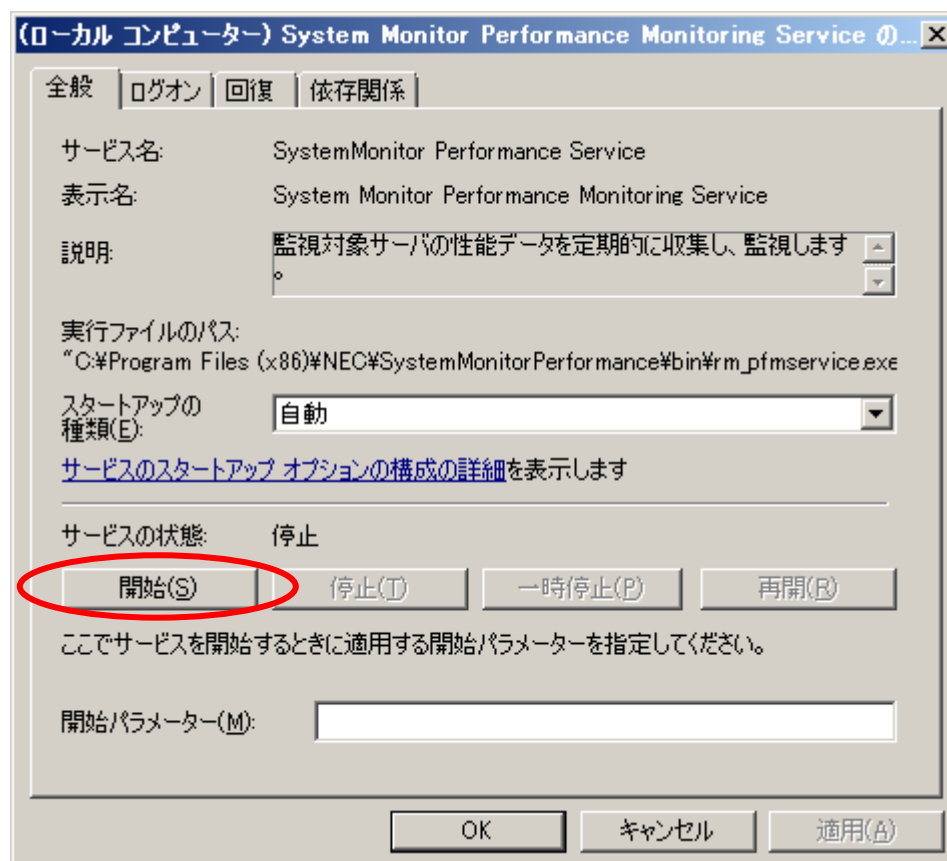 (ローカル コンピューター) System Monitor Performance Monitoring Service の...
全般 ログオン 回復 依存関係
サービス名: SystemMonitor Performance Service
表示名: System Monitor Performance Monitoring Service
説明: 監視対象サーバの性能データを定期的に収集し、監視します
。
実行ファイルのパス:
"C:¥Program Files (x86)¥NEC¥SystemMonitorPerformance¥bin¥rm_pfmservice.exe
スタートアップの
種類(E): 自動
サービスのスタートアップ オプションの構成の詳細を表示します
サービスの状態: 停止
開始(S) 停止(T) 一時停止(P) 再開(R)
ここでサービスを開始するときに適用する開始パラメーターを指定してください。
開始パラメーター(M):
OK キャンセル 適用(A)